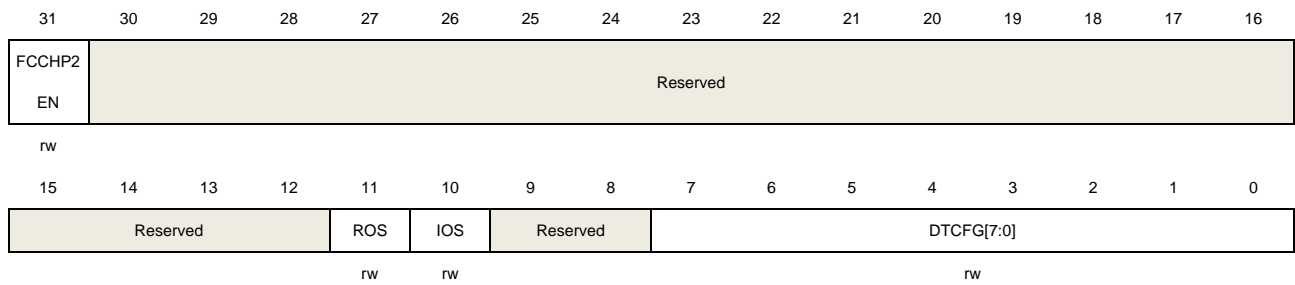 31 30 29 28 27 26 25 24 23 22 21 20 19 18 17 16
FCCHP2
EN
Reserved
rw
15 14 13 12 11 10 9 8 7 6 5 4 3 2 1 0
Reserved ROS IOS Reserved DTCFG[7:0]
rw rw rw